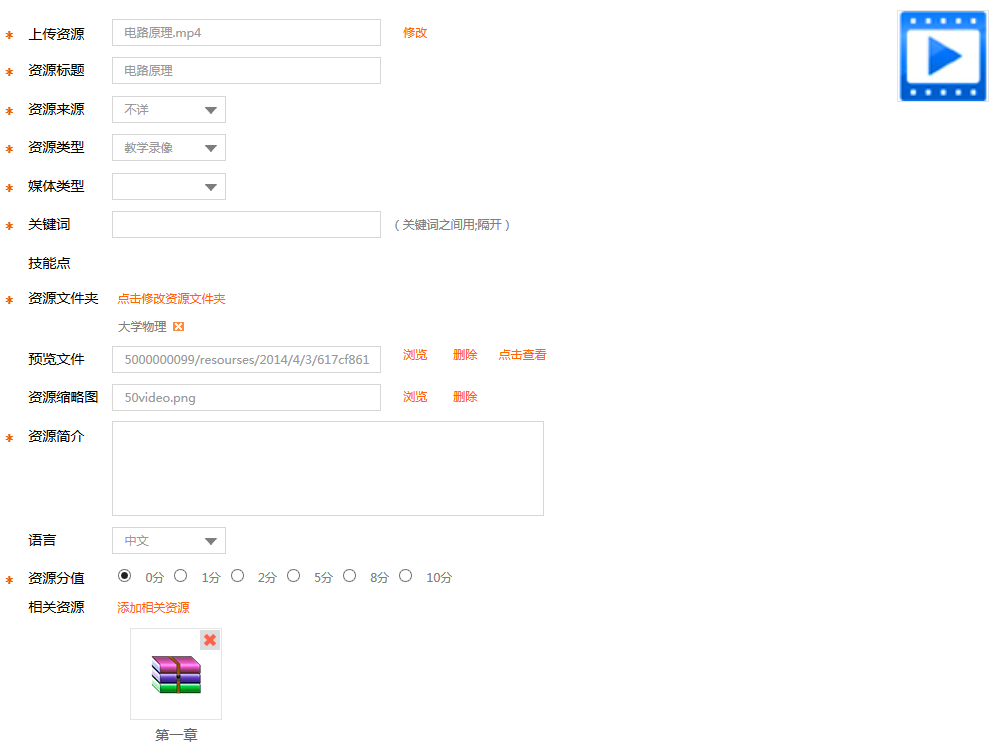 * 上传资源 电路原理.mp4 修改
* 资源标题 电路原理
* 资源来源 不详
* 资源类型 教学录像
* 媒体类型
* 关键词 （关键词之间用;隔开）
技能点
* 资源文件夹 点击修改资源文件夹
大学物理
预览文件 5000000099/resourses/2014/4/3/617cf861 浏览 删除 点击查看
资源缩略图 50video.png 浏览 删除
* 资源简介
语言 中文
* 资源分值 0分 1分 2分 5分 8分 10分
相关资源 添加相关资源
第一章